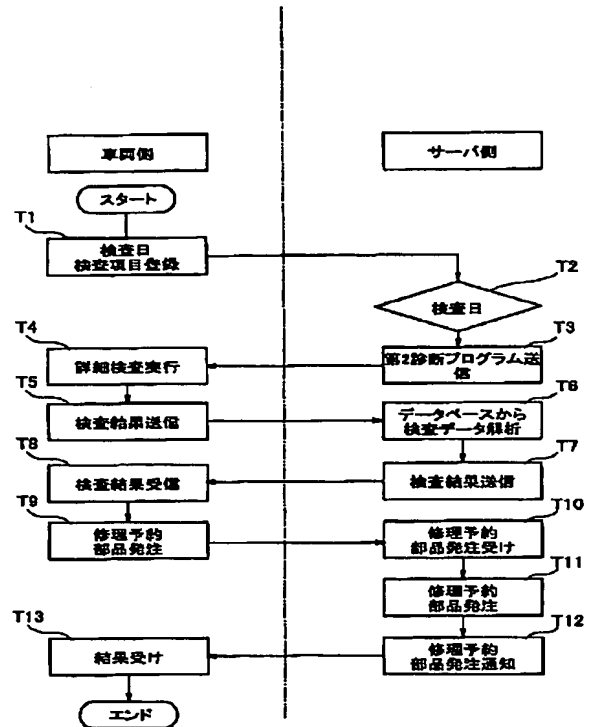 車両側
サーバ側
スタート
T1
検査日
検査項目登録
T2
検査日
T3
第2診断プログラム送
信
T4
詳細検査実行
T5
検査結果送信
T6
データベースから
検査データ解析
T7
検査結果送信
T8
検査結果受信
T9
修理予約
部品発注
T10
修理予約
部品発注受け
T11
修理予約
部品発注
T12
修理予約
部品発注通知
T13
結果受け
エンド